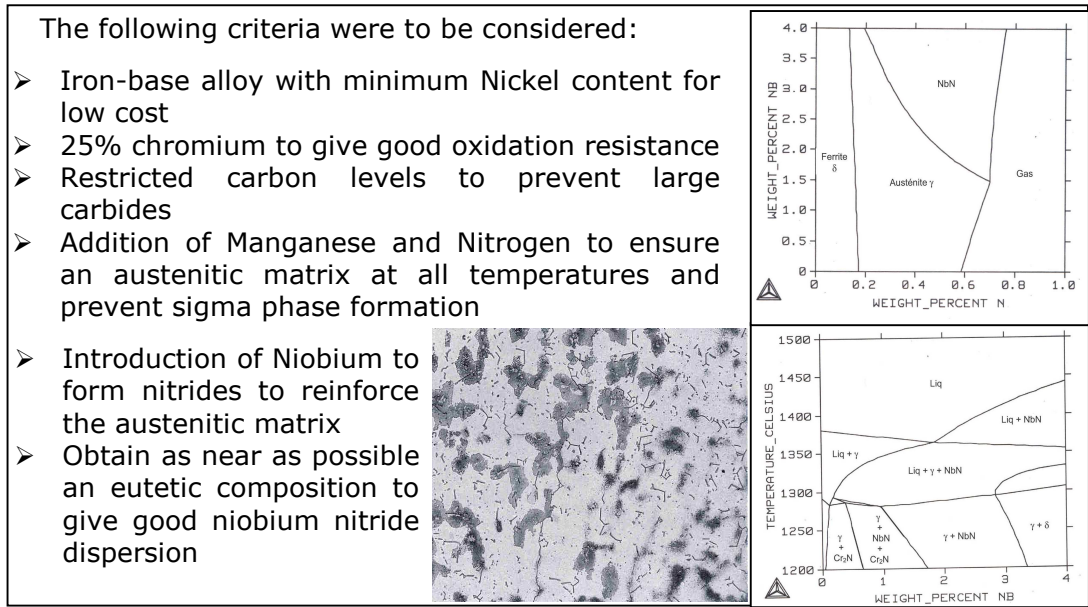 The following criteria were to be considered:
➢ Iron-base alloy with minimum Nickel content for
low cost
➢ 25% chromium to give good oxidation resistance
➢ Restricted carbon levels to prevent large
carbides
➢ Addition of Manganese and Nitrogen to ensure
an austenitic matrix at all temperatures and
prevent sigma phase formation
➢ Introduction of Niobium to
form nitrides to reinforce
the austenitic matrix
➢ Obtain as near as possible
an eutetic composition to
give good niobium nitride
dispersion
WEIGHT_PERCENT NB
4.0
3.5
3.0
2.5
2.0
1.5
1.0
0.5
0
NbN
Ferrite
δ
Austénite γ
Gas
0 0.2 0.4 0.6 0.8 1.0
WEIGHT_PERCENT N
TEMPERATURE_CELSIUS
1500
1450
1400
1350
1300
1250
1200
Liq
Liq + NbN
Liq + γ
Liq + γ + NbN
γ
+
Cr₂N
γ
+
NbN
+
Cr₂N
γ + NbN
γ + δ
0 1 2 3 4
WEIGHT_PERCENT NB